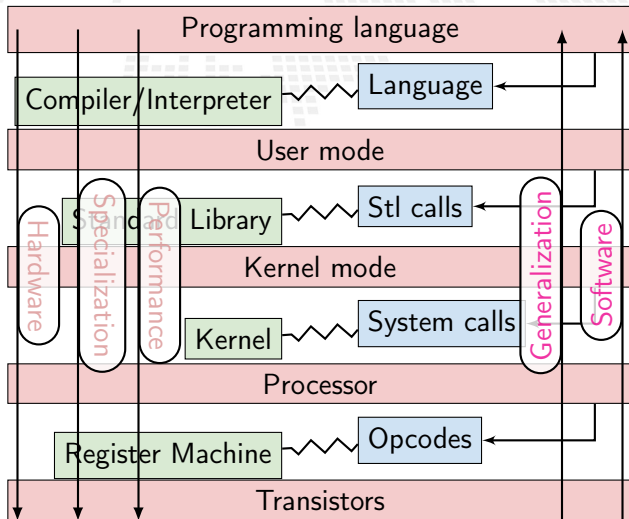 Programming language
Language
Compiler/Interpreter
User mode
Stl calls
Standard Library
Hardware
Specialization
Performance
Generalization
Software
Kernel mode
System calls
Kernel
Processor
Opcodes
Register Machine
Transistors